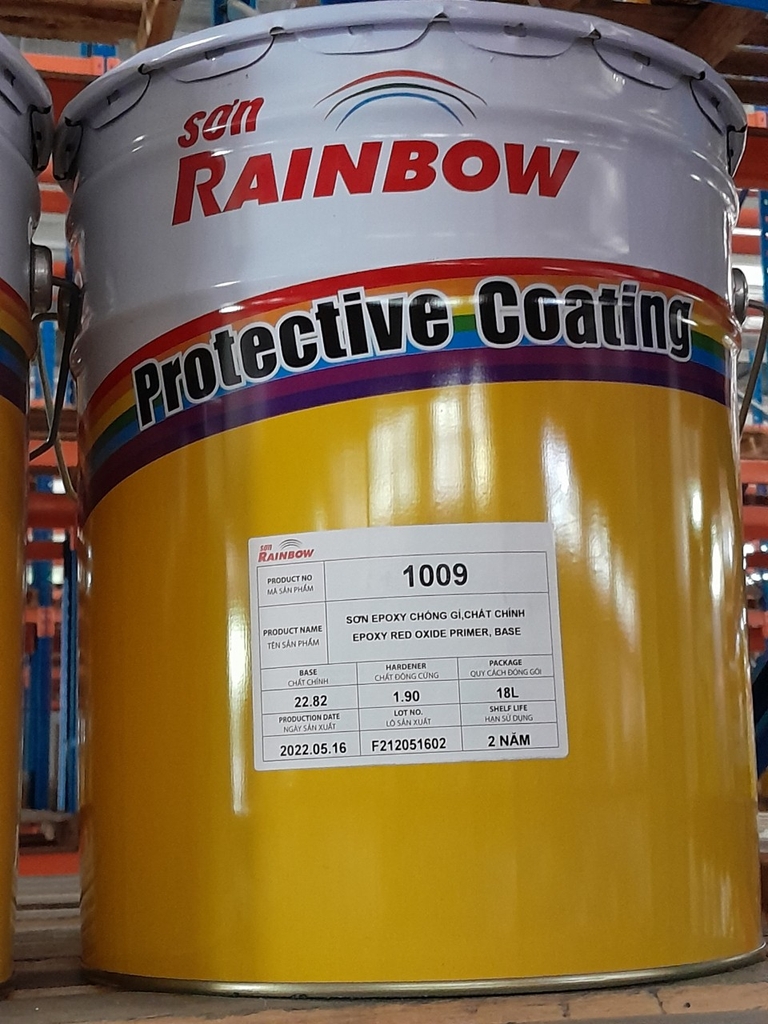 sơn
RAINBOW
Protective Coating
sơn
RAINBOW
PRODUCT NO
MÃ SẢN PHẨM
1009
PRODUCT NAME
TÊN SẢN PHẨM
SƠN EPOXY CHỐNG GỈ,CHẤT CHÍNH
EPOXY RED OXIDE PRIMER, BASE
BASE
CHẤT CHÍNH
HARDENER
CHẤT ĐÔNG CỨNG
PACKAGE
QUY CÁCH ĐÓNG GÓI
22.82
1.90
18L
PRODUCTION DATE
NGÀY SẢN XUẤT
LOT NO.
LÔ SẢN XUẤT
SHELF LIFE
HẠN SỬ DỤNG
2022.05.16
F212051602
2 NĂM